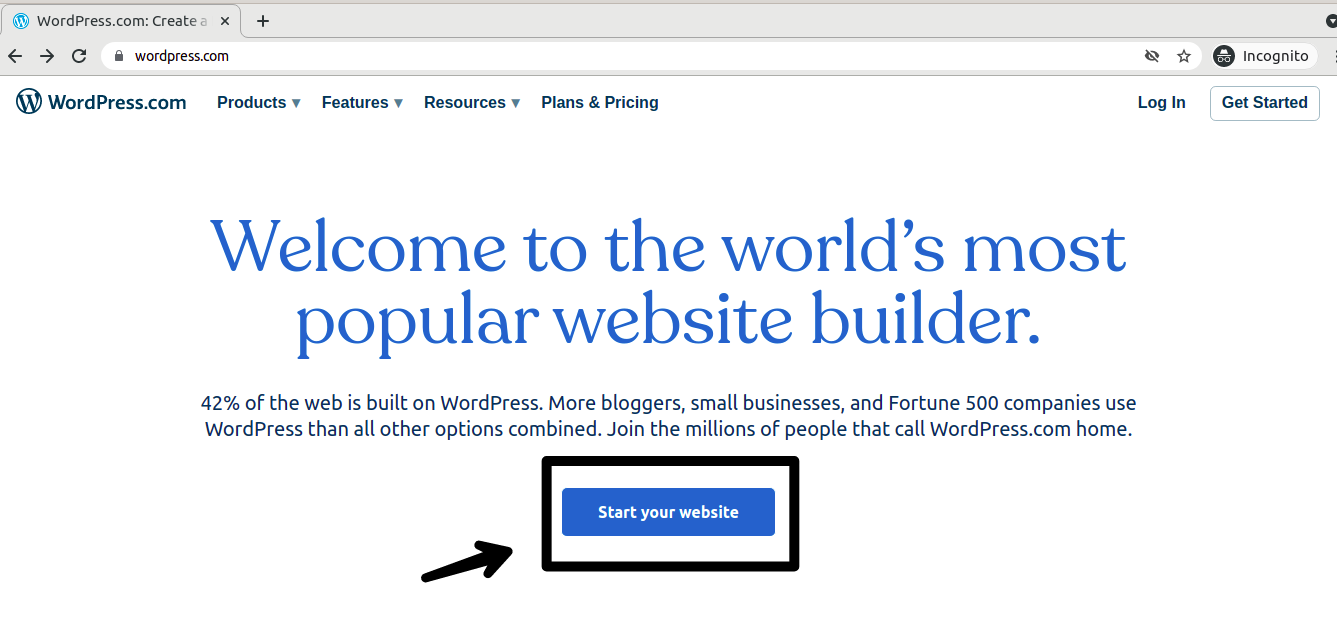 WordPress.com: Create a
wordpress.com
Incognito
WordPress.com Products ▾ Features ▾ Resources ▾ Plans & Pricing Log In Get Started
Welcome to the world’s most
popular website builder.
42% of the web is built on WordPress. More bloggers, small businesses, and Fortune 500 companies use
WordPress than all other options combined. Join the millions of people that call WordPress.com home.
Start your website